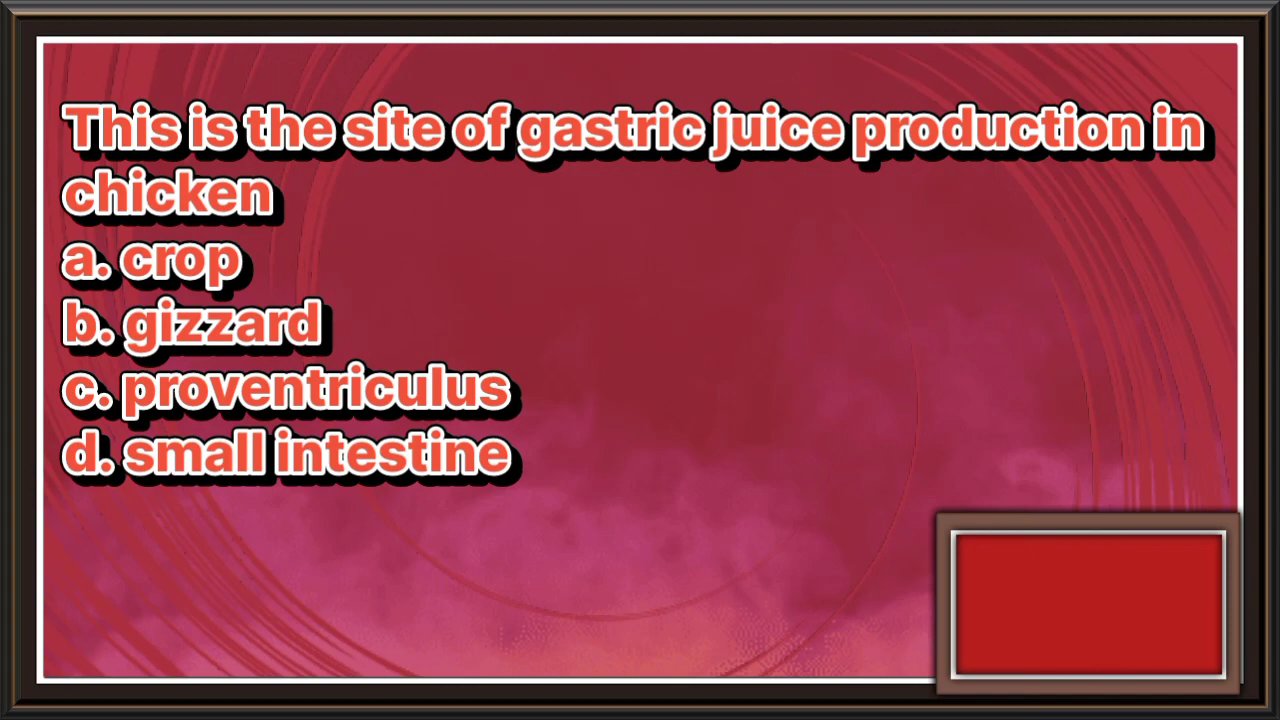 This is the site of gastric juice production in
chicken
a. crop
b. gizzard
c. proventriculus
d. small intestine